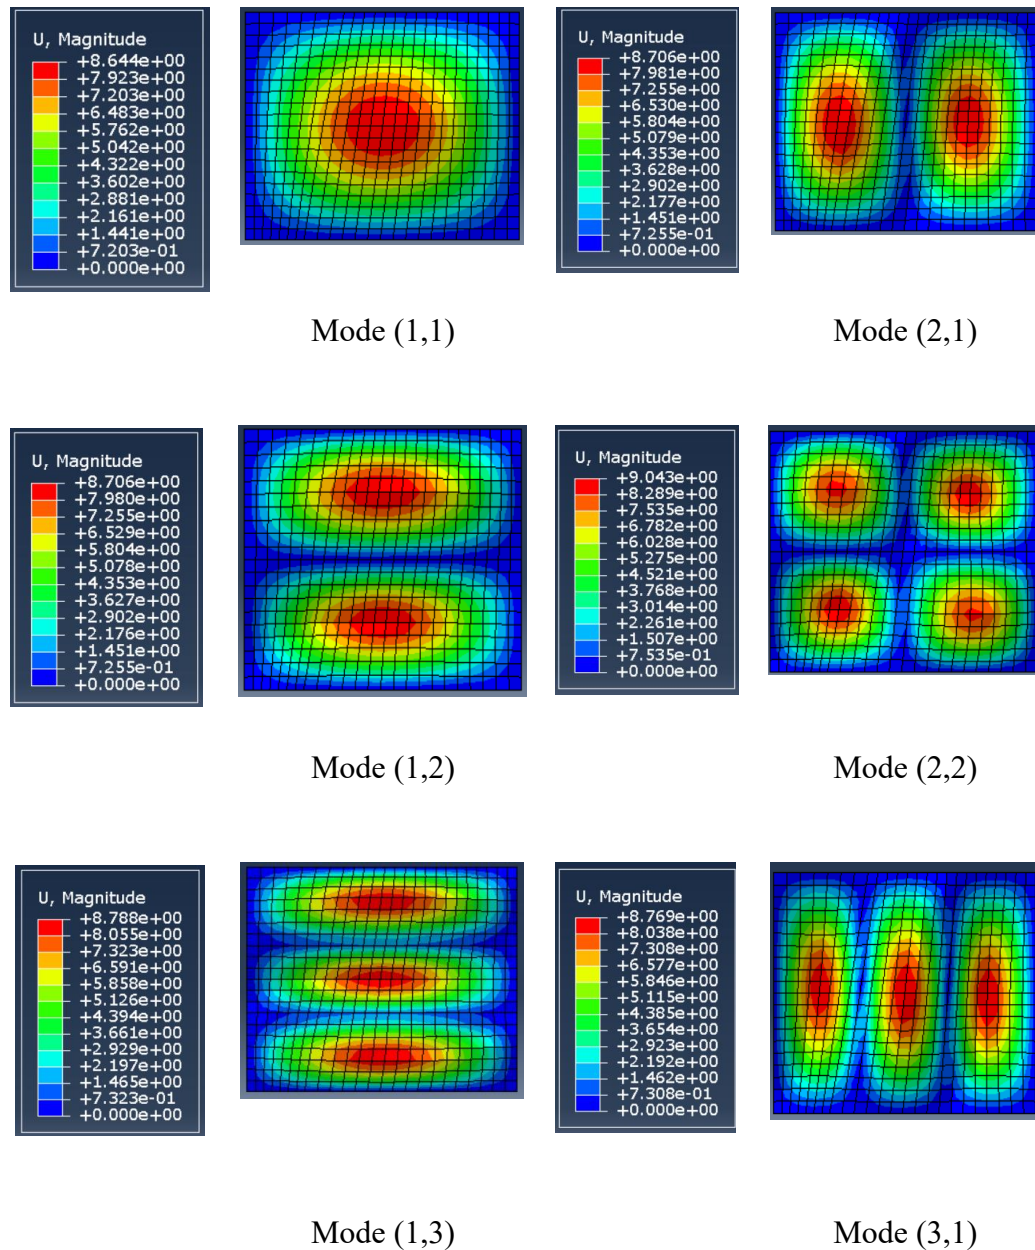 U, Magnitude
+8.644e+00
+7.923e+00
+7.203e+00
+6.483e+00
+5.762e+00
+5.042e+00
+4.322e+00
+3.602e+00
+2.881e+00
+2.161e+00
+1.441e+00
+7.203e-01
+0.000e+00
Mode (1,1)
U, Magnitude
+8.706e+00
+7.981e+00
+7.255e+00
+6.530e+00
+5.804e+00
+5.079e+00
+4.353e+00
+3.628e+00
+2.902e+00
+2.177e+00
+1.451e+00
+7.255e-01
+0.000e+00
Mode (2,1)
U, Magnitude
+8.706e+00
+7.980e+00
+7.255e+00
+6.529e+00
+5.804e+00
+5.078e+00
+4.353e+00
+3.627e+00
+2.902e+00
+2.176e+00
+1.451e+00
+7.255e-01
+0.000e+00
Mode (1,2)
U, Magnitude
+9.043e+00
+8.289e+00
+7.535e+00
+6.782e+00
+6.028e+00
+5.275e+00
+4.521e+00
+3.768e+00
+3.014e+00
+2.261e+00
+1.507e+00
+7.535e-01
+0.000e+00
Mode (2,2)
U, Magnitude
+8.788e+00
+8.055e+00
+7.323e+00
+6.591e+00
+5.858e+00
+5.126e+00
+4.394e+00
+3.661e+00
+2.929e+00
+2.197e+00
+1.465e+00
+7.323e-01
+0.000e+00
Mode (1,3)
U, Magnitude
+8.769e+00
+8.038e+00
+7.308e+00
+6.577e+00
+5.846e+00
+5.115e+00
+4.385e+00
+3.654e+00
+2.923e+00
+2.192e+00
+1.462e+00
+7.308e-01
+0.000e+00
Mode (3,1)